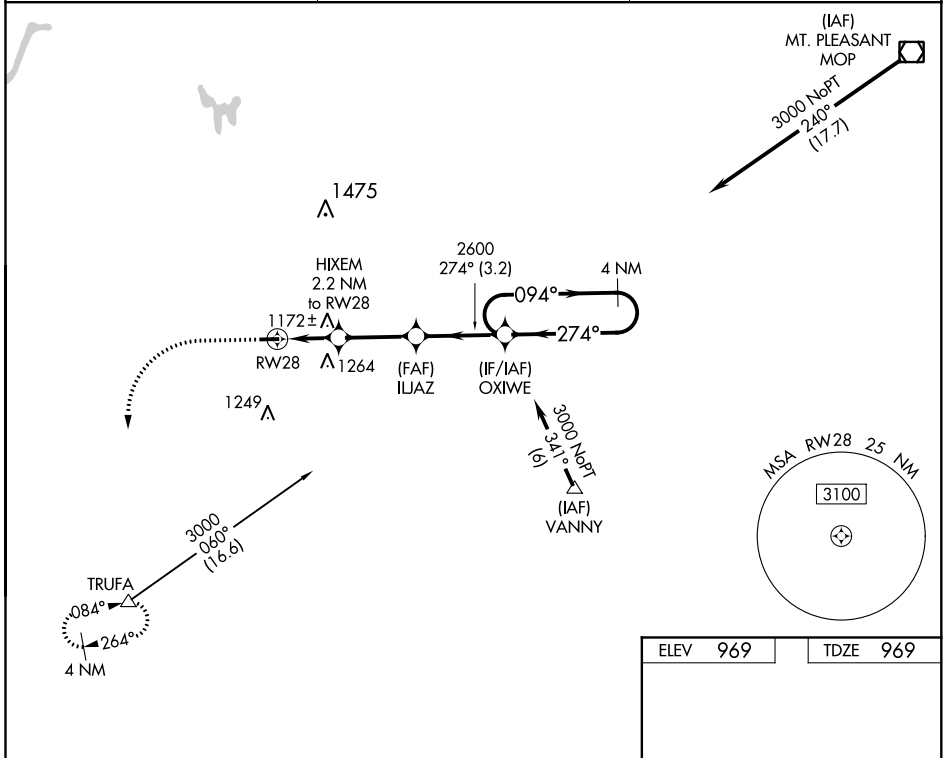 (IAF)
MT. PLEASANT
MOP
3000 NoPT
240°
(17.7)
1475
2600
274° (3.2)
4 NM
HIXEM
2.2 NM
to RW28
094°
1172±
274°
RW28
1264
(FAF)
ILJAZ
(IF/IAF)
OXIWE
1249
3000 NoPT
341°
(6)
(IAF)
VANNY
MSA RW28 25 NM
3100
3000
060°
(16.6)
TRUFA
084°
264°
4 NM
ELEV 969
TDZE 969